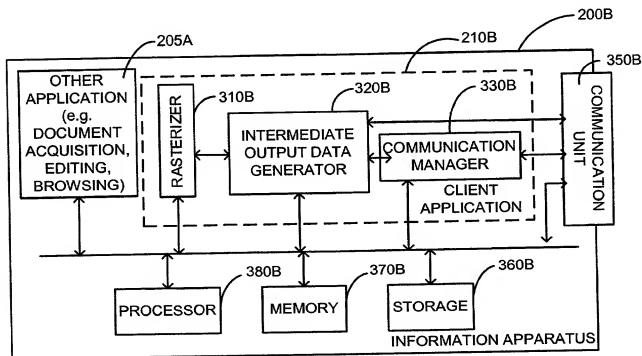 200B
205A
210B
350B
OTHER
APPLICATION
(e.g.
DOCUMENT
ACQUISITION,
EDITING,
BROWSING)
310B
320B
330B
RASTERIZER
INTERMEDIATE
OUTPUT DATA
GENERATOR
COMMUNICATION
MANAGER
CLIENT
APPLICATION
COMMUNICATION
UNIT
380B
370B
360B
PROCESSOR
MEMORY
STORAGE
INFORMATION APPARATUS